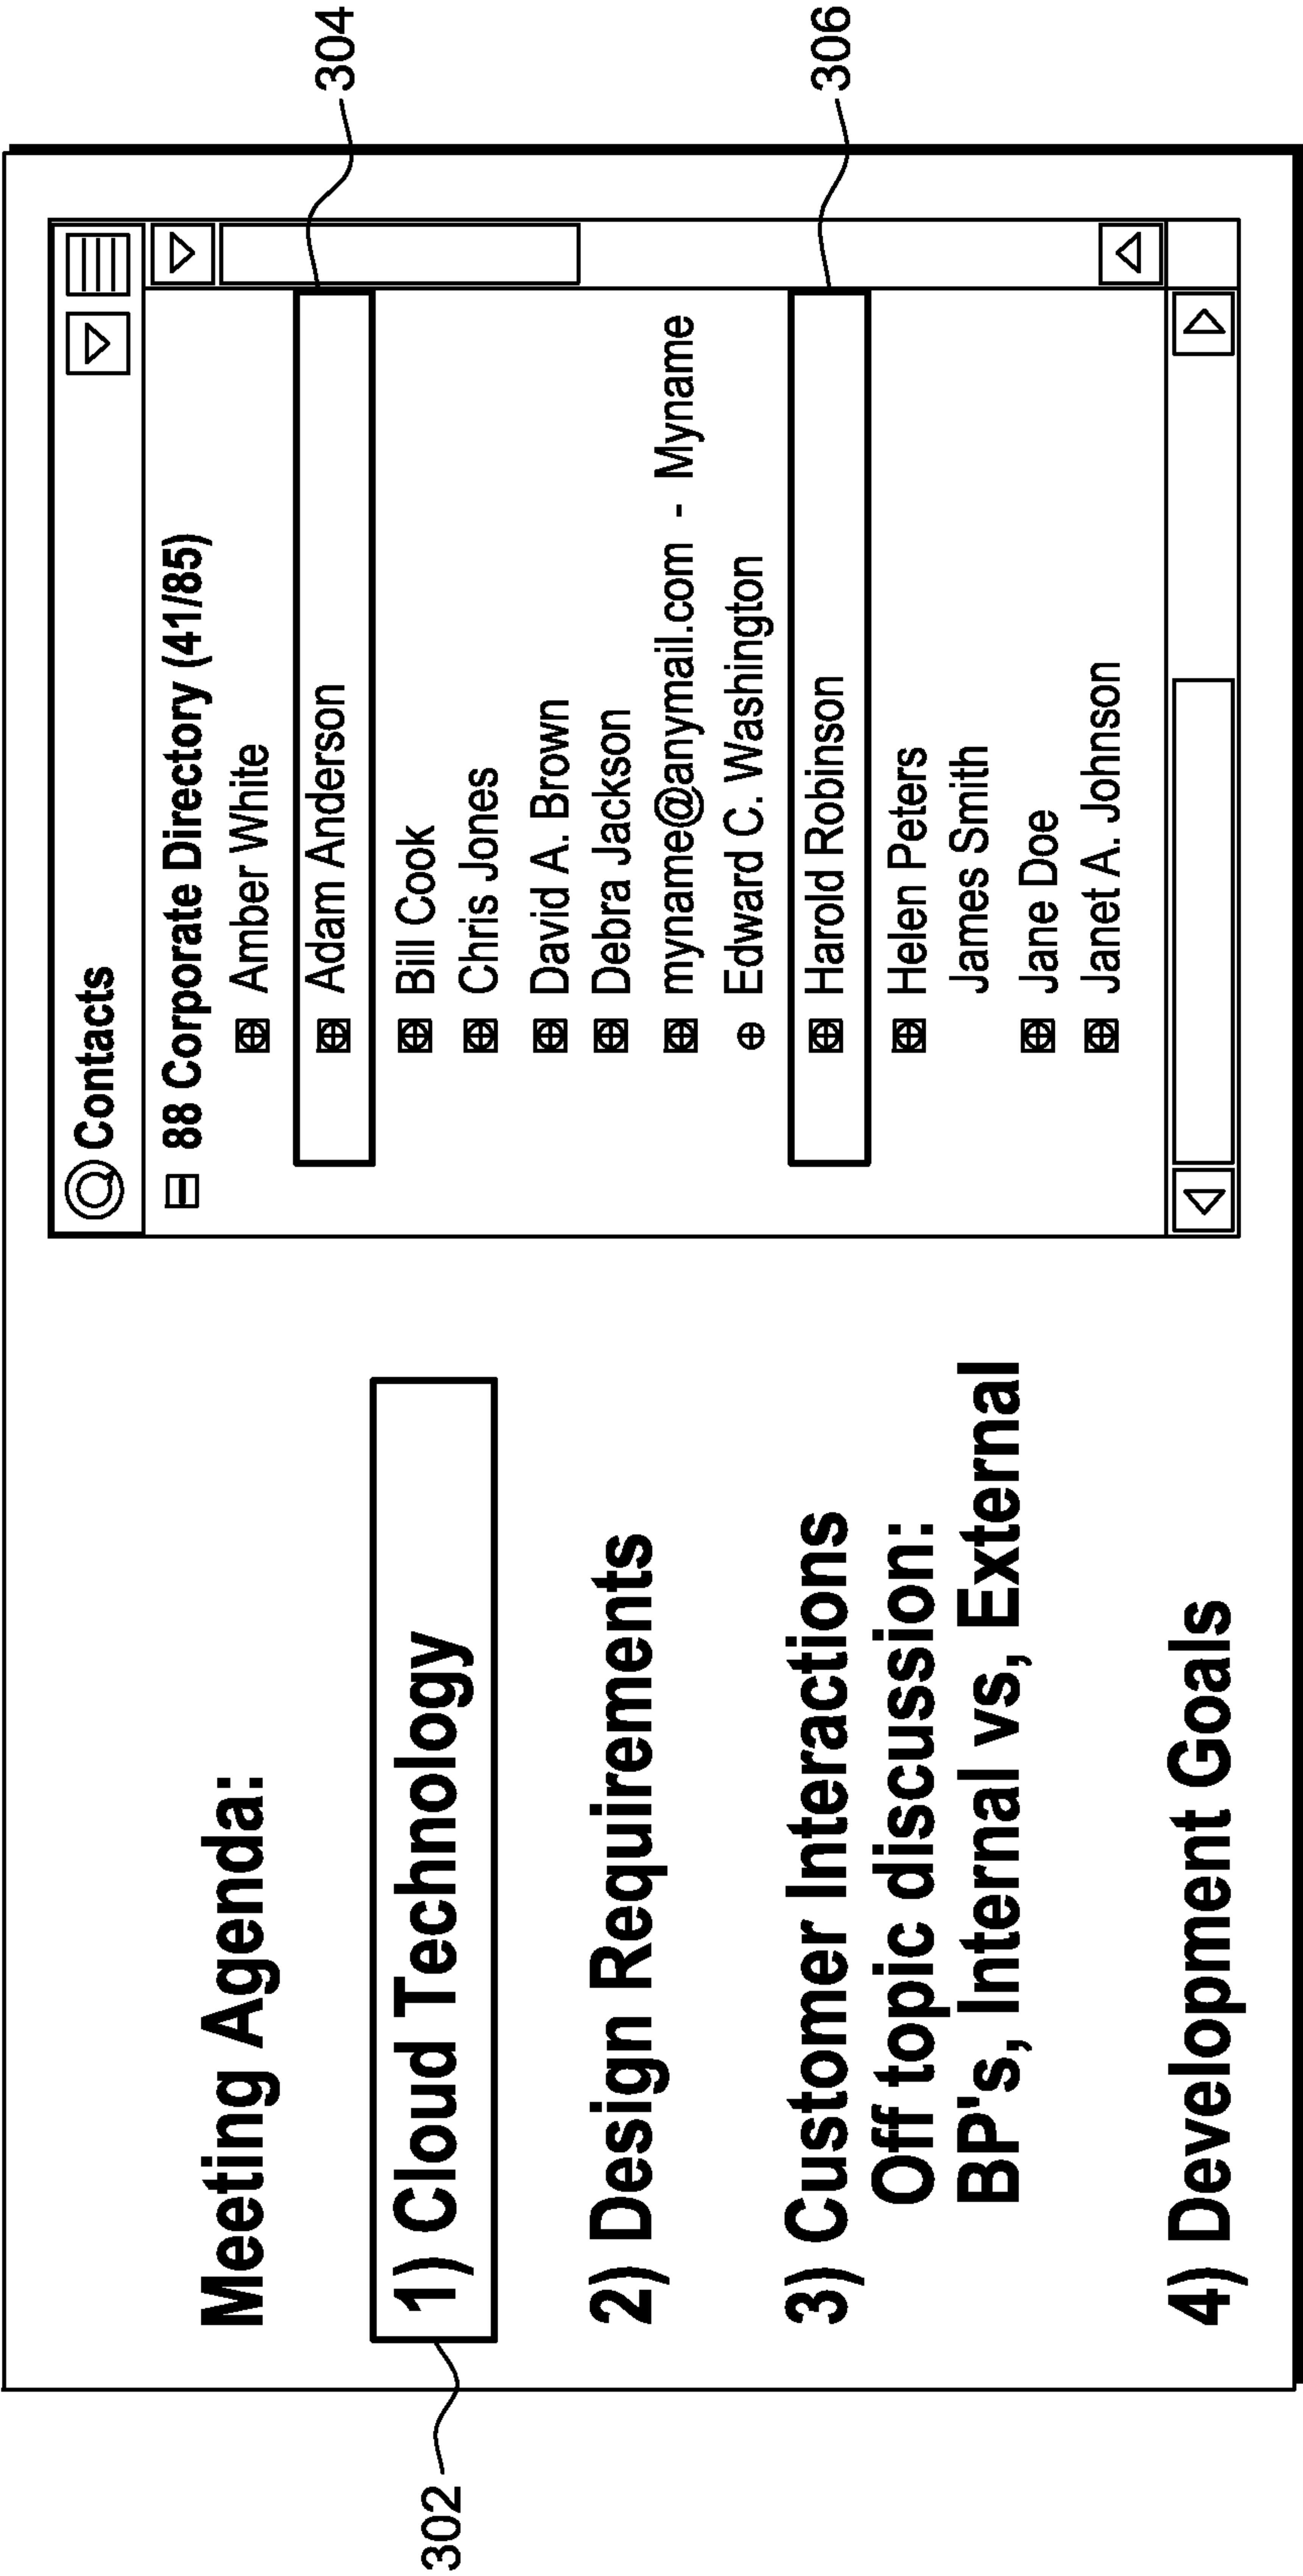 Meeting Agenda:
302
1) Cloud Technology
2) Design Requirements
3) Customer Interactions
Off topic discussion:
BP's, Internal vs, External
4) Development Goals
Contacts
88 Corporate Directory (41/85)
Amber White
Adam Anderson
304
Bill Cook
Chris Jones
David A. Brown
Debra Jackson
myname@anymail.com - Myname
Edward C. Washington
Harold Robinson
306
Helen Peters
James Smith
Jane Doe
Janet A. Johnson